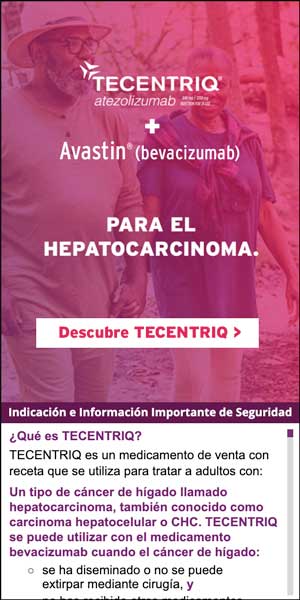 TECENTRIQ®
atezolizumab
+
Avastin® (bevacizumab)
PARA EL
HEPATOCARCINOMA.
Descubre TECENTRIQ >
Indicación e Información Importante de Seguridad
¿Qué es TECENTRIQ?
TECENTRIQ es un medicamento de venta con
receta que se utiliza para tratar a adultos con:
Un tipo de cáncer de hígado llamado
hepatocarcinoma, también conocido como
carcinoma hepatocelular o CHC. TECENTRIQ
se puede utilizar con el medicamento
bevacizumab cuando el cáncer de hígado:
○ se ha diseminado o no se puede
extirpar mediante cirugía, y